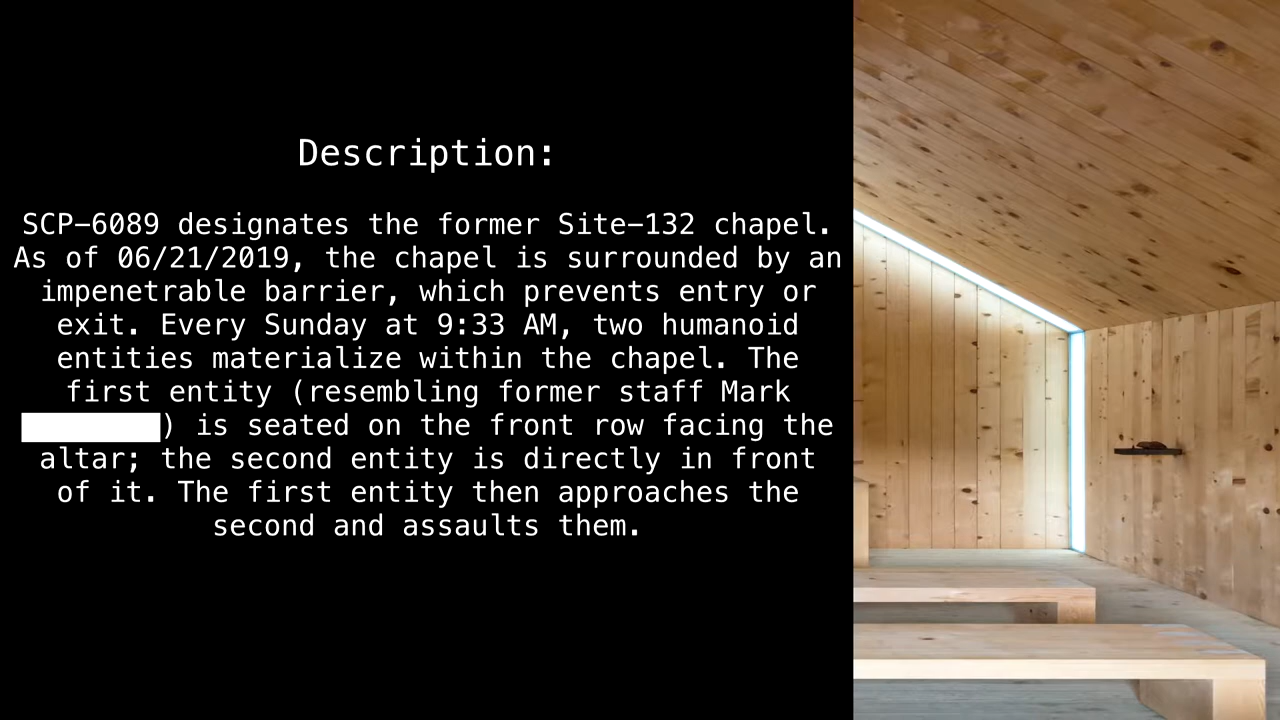 Description:
SCP-6089 designates the former Site-132 chapel.
As of 06/21/2019, the chapel is surrounded by an
impenetrable barrier, which prevents entry or
exit. Every Sunday at 9:33 AM, two humanoid
entities materialize within the chapel. The
first entity (resembling former staff Mark
) is seated on the front row facing the
altar; the second entity is directly in front
of it. The first entity then approaches the
second and assaults them.